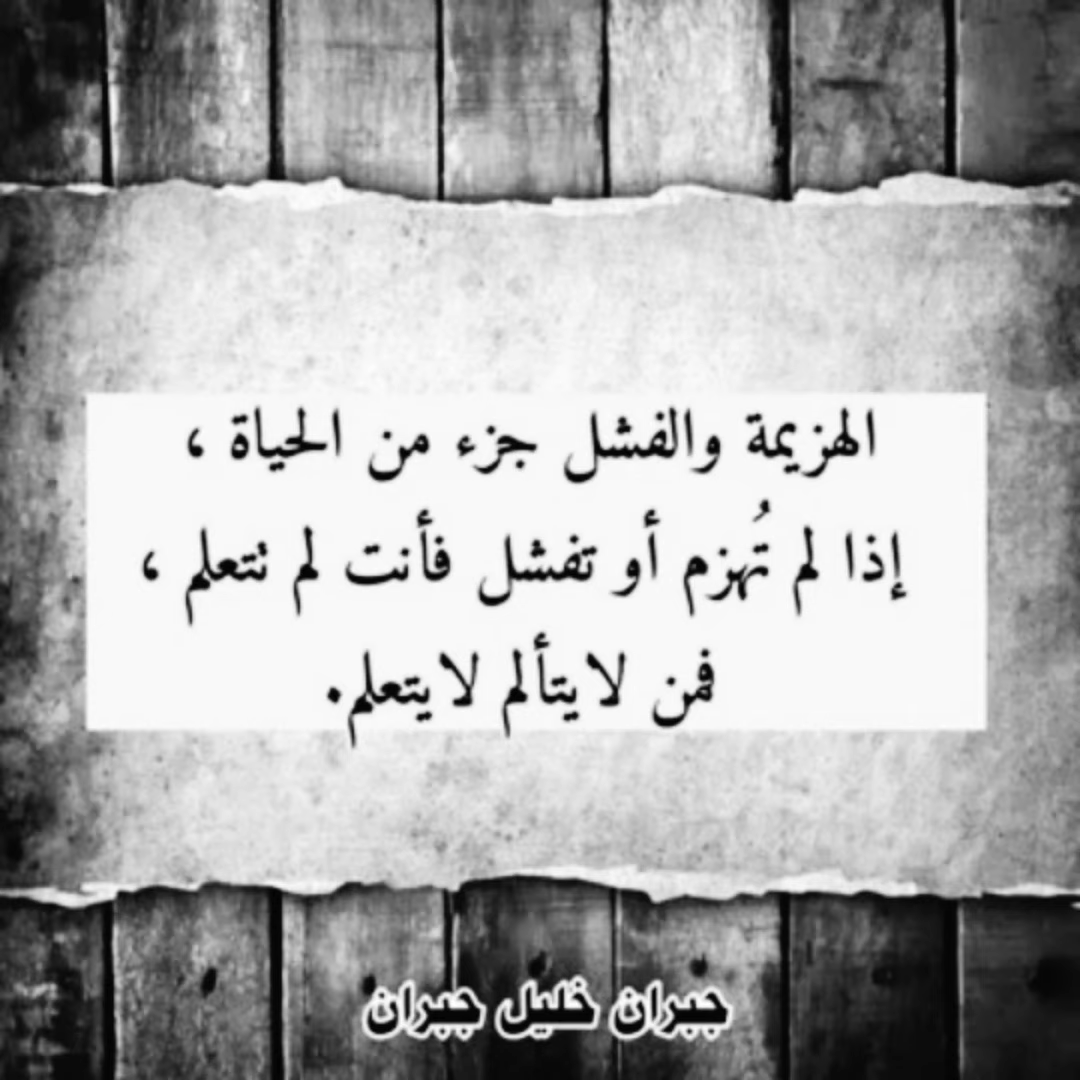 الهزيمة والفشل جزء من الحياة ،
إذا لم تُهزم أو تفشل فأنت لم تتعلم ،
فمن لا يتألم لا يتعلم.
جبران خليل جبران